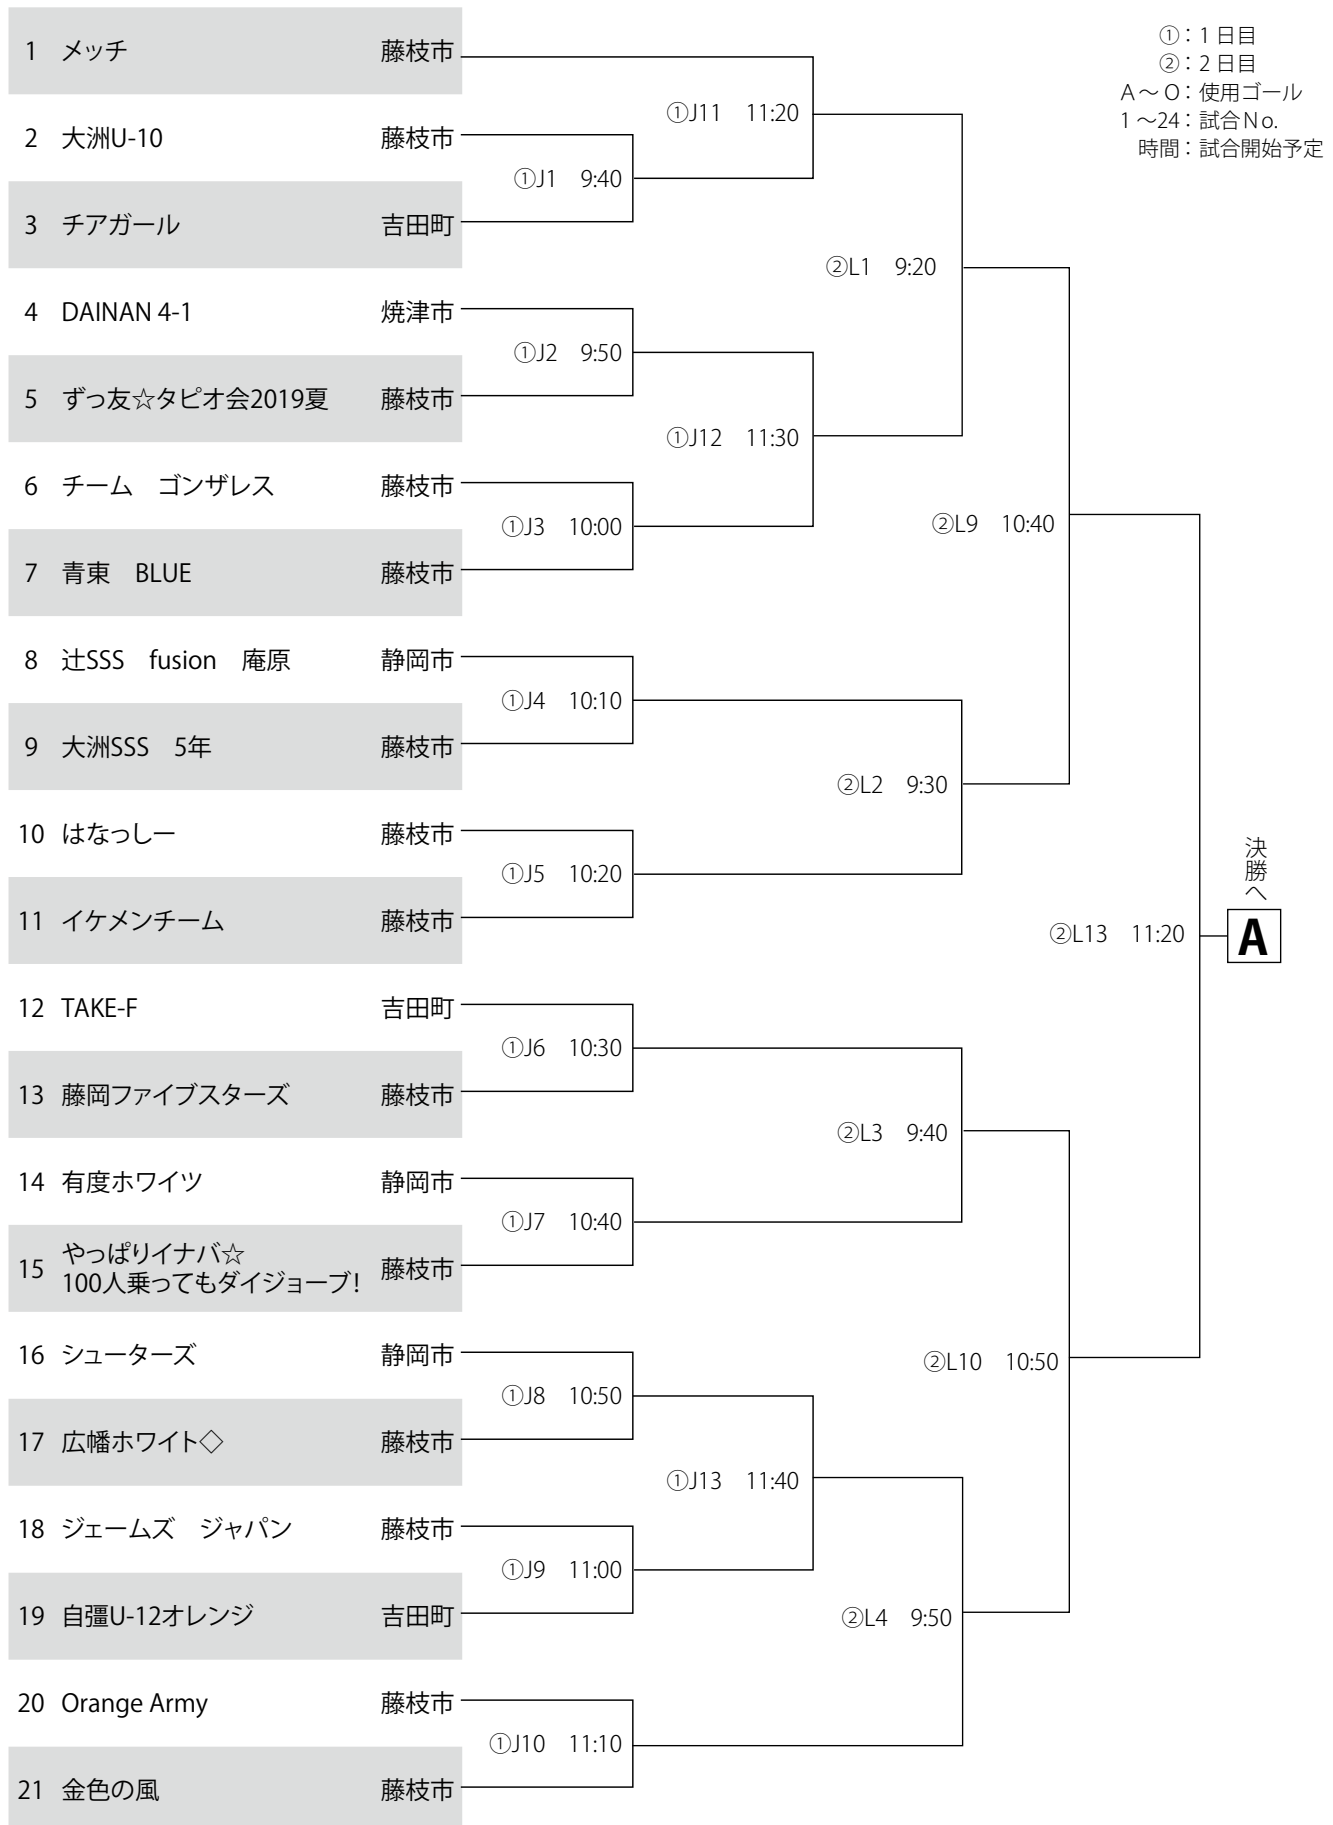 ①：1 日目
②：2 日目
A～O：使用ゴール
1～24：試合No.
時間：試合開始予定
1 メッチ 藤枝市
①J11 11:20
2 大洲U-10 藤枝市
①J1 9:40
3 チアガール 吉田町
②L1 9:20
4 DAINAN 4-1 焼津市
①J2 9:50
5 ずっ友☆タピオ会2019夏 藤枝市
①J12 11:30
6 チーム　ゴンザレス 藤枝市
①J3 10:00
②L9 10:40
7 青東　BLUE 藤枝市
8 辻SSS　fusion　庵原 静岡市
①J4 10:10
9 大洲SSS　5年 藤枝市
②L2 9:30
10 はなっしー 藤枝市
①J5 10:20
11 イケメンチーム 藤枝市
決勝へ
②L13 11:20
A
12 TAKE-F 吉田町
①J6 10:30
13 藤岡ファイブスターズ 藤枝市
②L3 9:40
14 有度ホワイツ 静岡市
①J7 10:40
15 やっぱりイナバ☆
100人乗ってもダイジョーブ！ 藤枝市
16 シューターズ 静岡市
②L10 10:50
①J8 10:50
17 広幡ホワイト◇ 藤枝市
①J13 11:40
18 ジェームズ　ジャパン 藤枝市
①J9 11:00
19 自彊U-12オレンジ 吉田町
②L4 9:50
20 Orange Army 藤枝市
①J10 11:10
21 金色の風 藤枝市